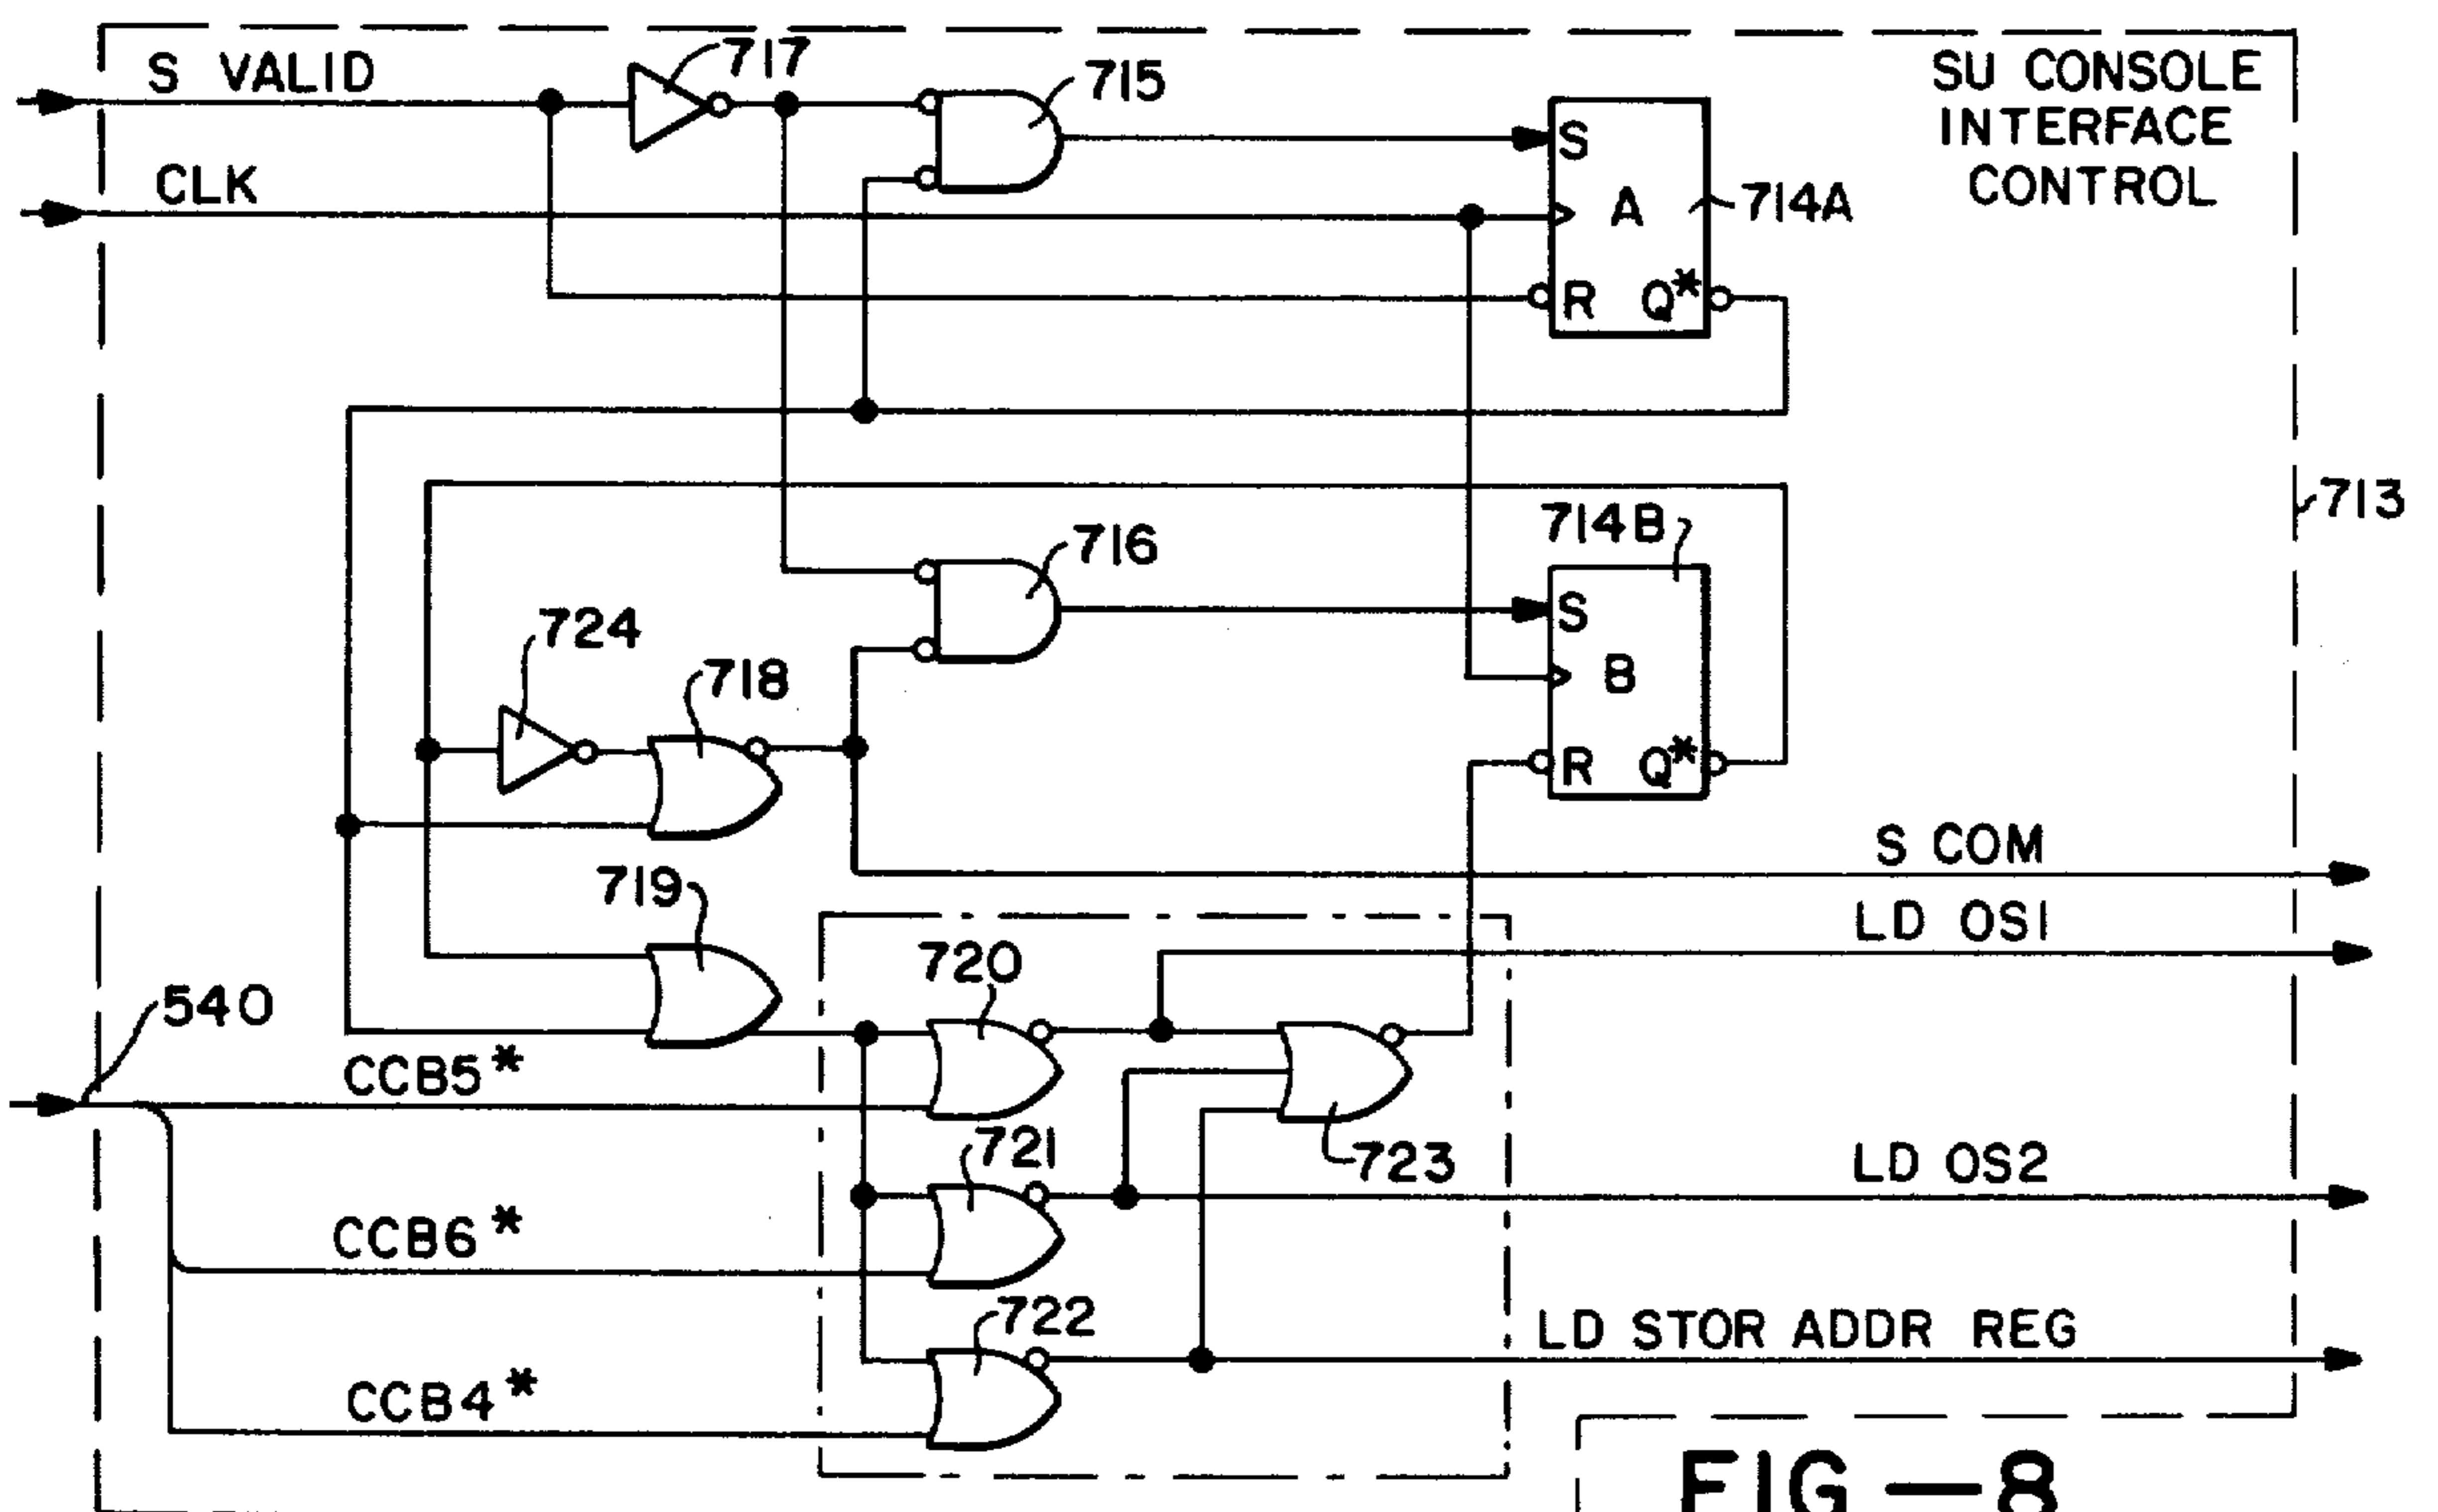 S VALID
717
715
SU CONSOLE
INTERFACE
CONTROL
CLK
S
A
714A
R Q*
713
714B
716
S
B
724
718
R Q*
S COM
719
LD OS1
720
540
CCB5*
721
723
LD OS2
CCB6*
722
LD STOR ADDR REG
CCB4*
FIG—8